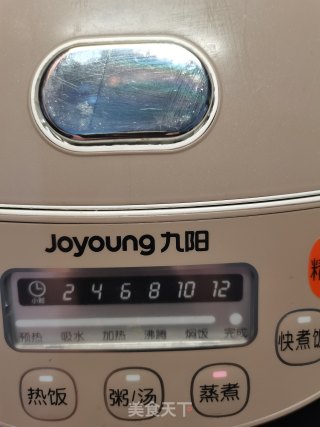 Joyoung 九阳
小时 2 4 6 8 10 12
预热 吸水 加热 沸腾 焖饭 完成
精
快煮饭
热饭 粥/汤 蒸煮
美食天下